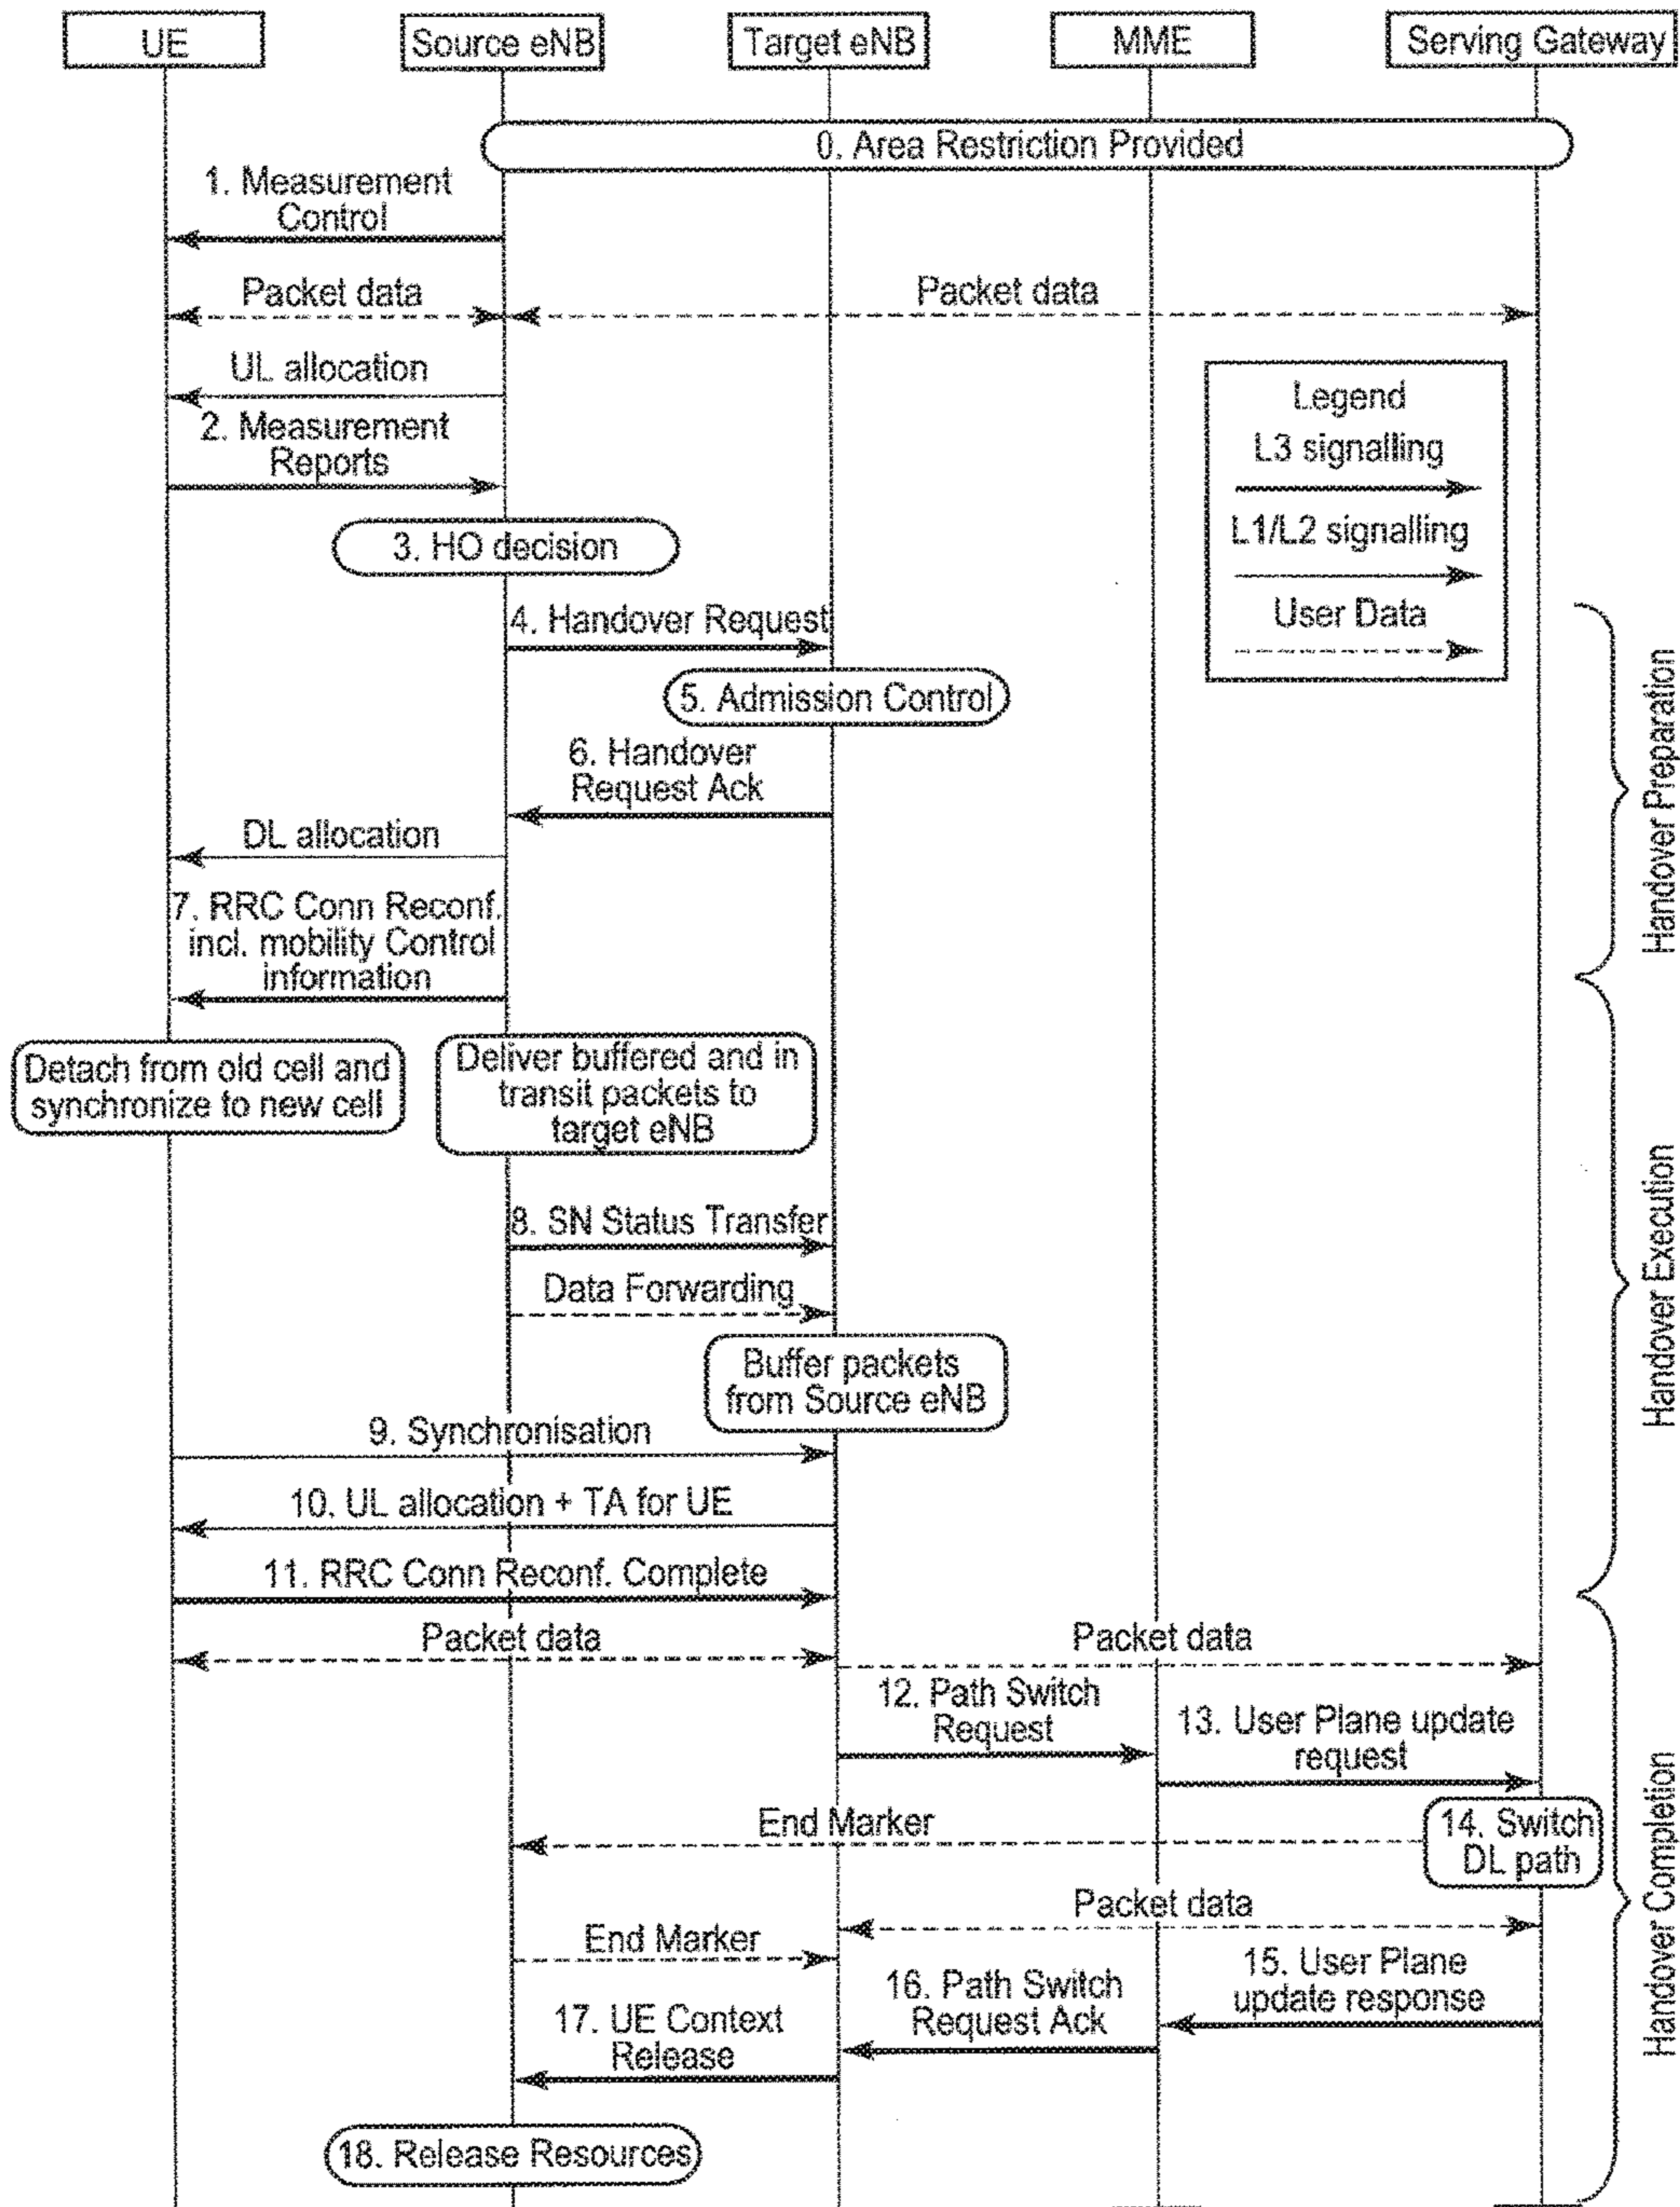 UE
Source eNB
Target eNB
MME
Serving Gateway
0. Area Restriction Provided
1. Measurement
Control
Packet data
Packet data
UL allocation
2. Measurement
Reports
Legend
L3 signalling
L1/L2 signalling
User Data
3. HO decision
4. Handover Request
5. Admission Control
6. Handover
Request Ack
DL allocation
7. RRC Conn Reconf.
incl. mobility Control
information
Handover Preparation
Detach from old cell and
synchronize to new cell
Deliver buffered and in
transit packets to
target eNB
8. SN Status Transfer
Data Forwarding
Buffer packets
from Source eNB
9. Synchronisation
10. UL allocation + TA for UE
11. RRC Conn Reconf. Complete
Handover Execution
Packet data
Packet data
12. Path Switch
Request
13. User Plane update
request
End Marker
14. Switch
DL path
Packet data
End Marker
15. User Plane
update response
16. Path Switch
Request Ack
17. UE Context
Release
18. Release Resources
Handover Completion